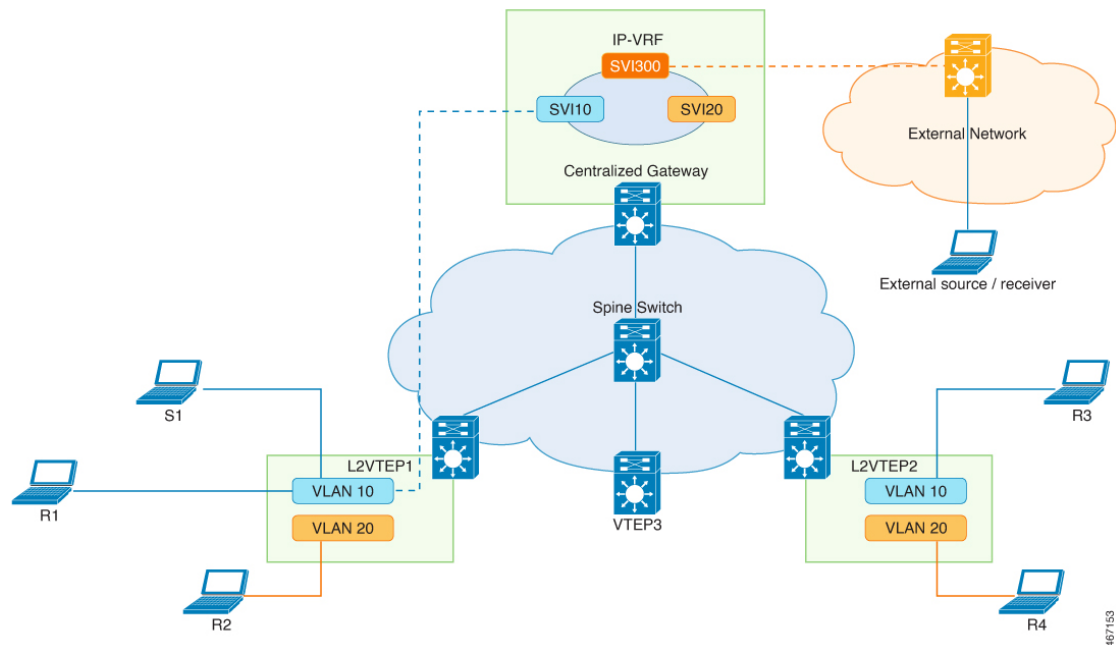 IP-VRF
SVI300
SVI10
SVI20
Centralized Gateway
External Network
External source / receiver
Spine Switch
S1
R3
L2VTEP1
L2VTEP2
R1
VLAN 10
VLAN 10
VLAN 20
VLAN 20
VTEP3
R2
R4
467153